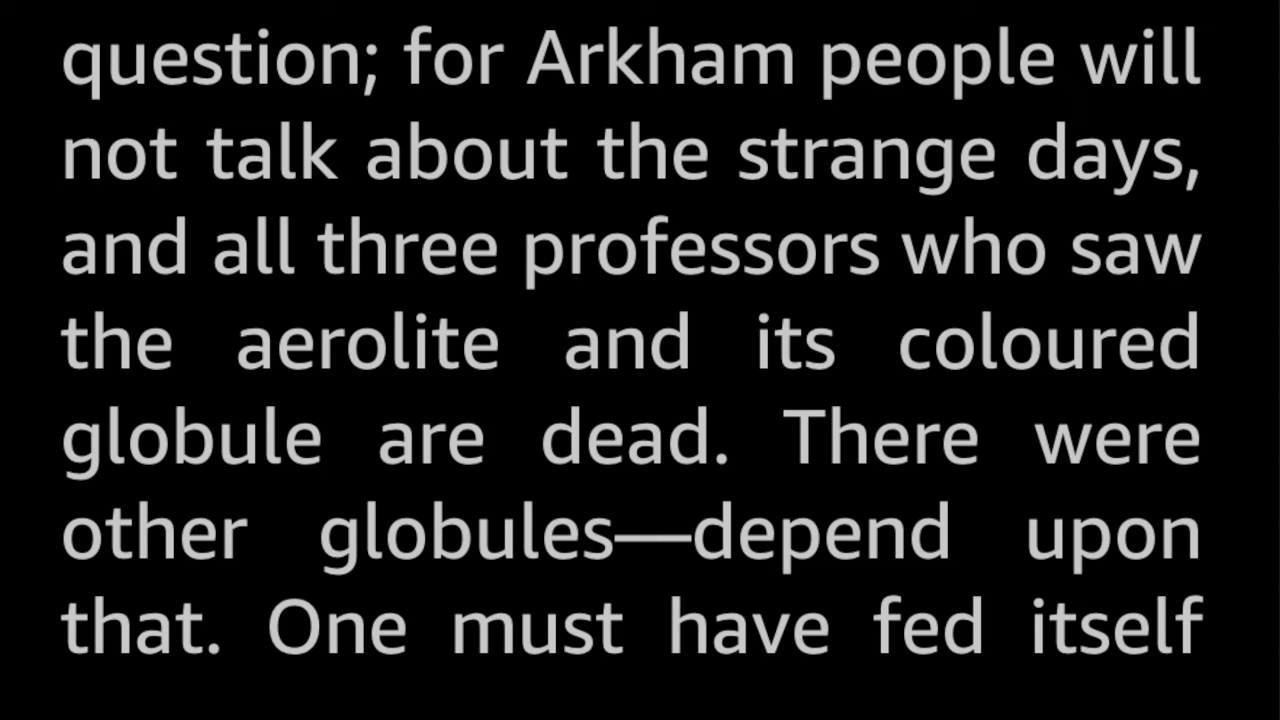 question; for Arkham people will
not talk about the strange days,
and all three professors who saw
the aerolite and its coloured
globule are dead. There were
other globules—depend upon
that. One must have fed itself